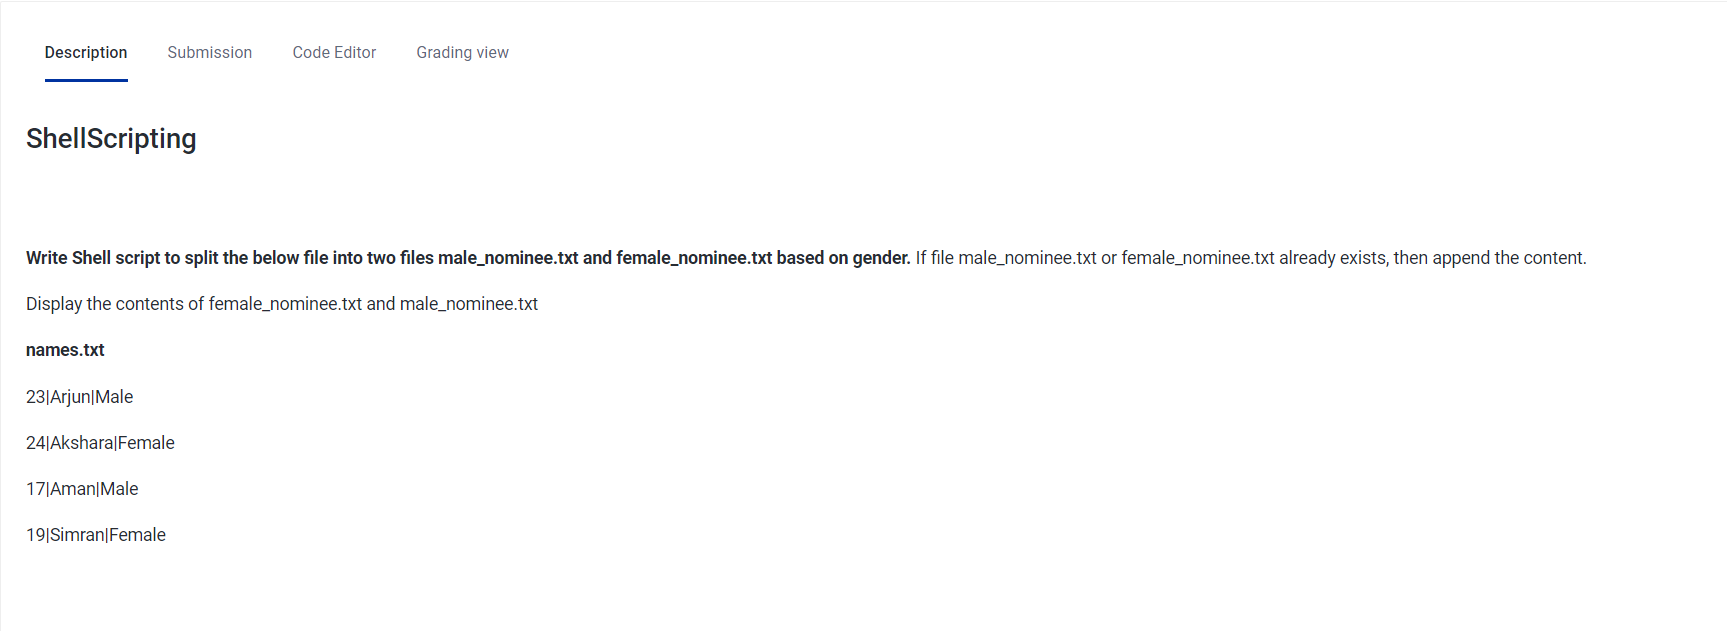 Description Submission Code Editor Grading view
ShellScripting
Write Shell script to split the below file into two files male_nominee.txt and female_nominee.txt based on gender. If file male_nominee.txt or female_nominee.txt already exists, then append the content.
Display the contents of female_nominee.txt and male_nominee.txt
names.txt
23|Arjun|Male
24|Akshara|Female
17|Aman|Male
19|Simran|Female